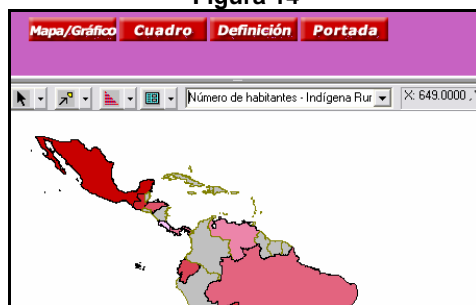 Figura 14
Mapa/Gráfico Cuadro Definición Portada
Número de habitantes - Indígena Rur X: 649.0000 ,